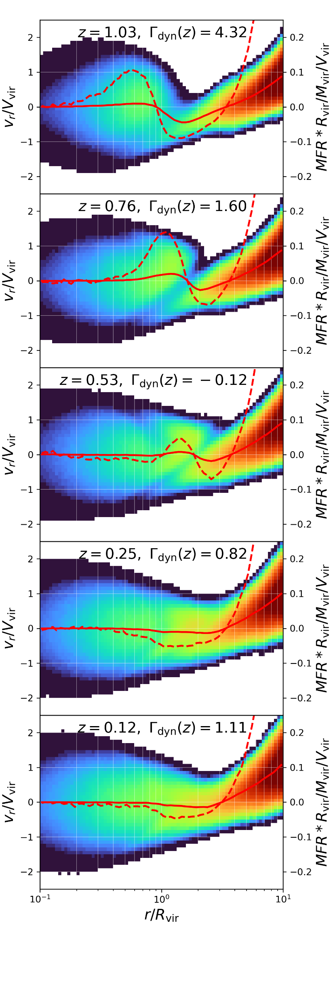 z = 1.03, Γdyn(z) = 4.32
2
1
0
−1
−2
vr/Vvir
0.2
0.1
0.0
−0.1
−0.2
MFR * Rvir/Mvir/Vvir
z = 0.76, Γdyn(z) = 1.60
2
1
0
−1
−2
vr/Vvir
0.2
0.1
0.0
−0.1
−0.2
MFR * Rvir/Mvir/Vvir
z = 0.53, Γdyn(z) = −0.12
2
1
0
−1
−2
vr/Vvir
0.2
0.1
0.0
−0.1
−0.2
MFR * Rvir/Mvir/Vvir
z = 0.25, Γdyn(z) = 0.82
2
1
0
−1
−2
vr/Vvir
0.2
0.1
0.0
−0.1
−0.2
MFR * Rvir/Mvir/Vvir
z = 0.12, Γdyn(z) = 1.11
2
1
0
−1
−2
vr/Vvir
0.2
0.1
0.0
−0.1
−0.2
MFR * Rvir/Mvir/Vvir
10⁻¹ 10⁰ 10¹
r/Rvir